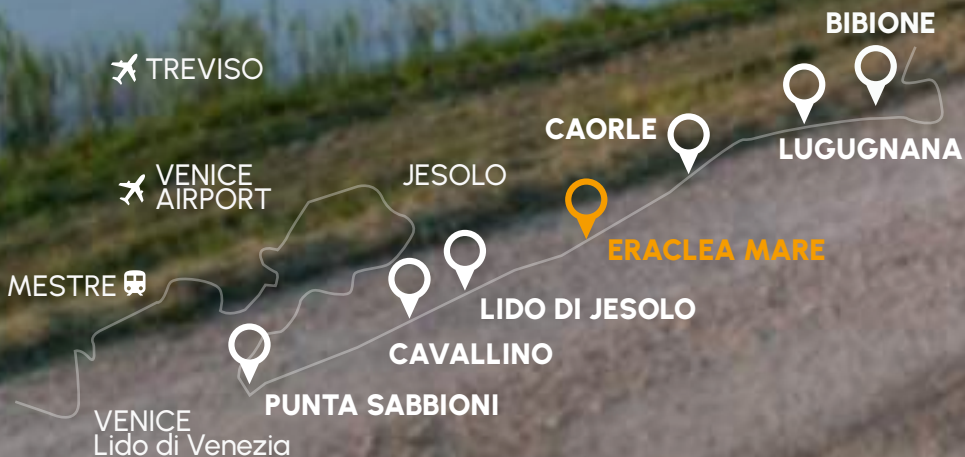 BIBIONE
TREVISO
CAORLE
LUGUGNANA
VENICE
AIRPORT
JESOLO
ERACLEA MARE
MESTRE
LIDO DI JESOLO
CAVALLINO
PUNTA SABBIONI
VENICE
Lido di Venezia